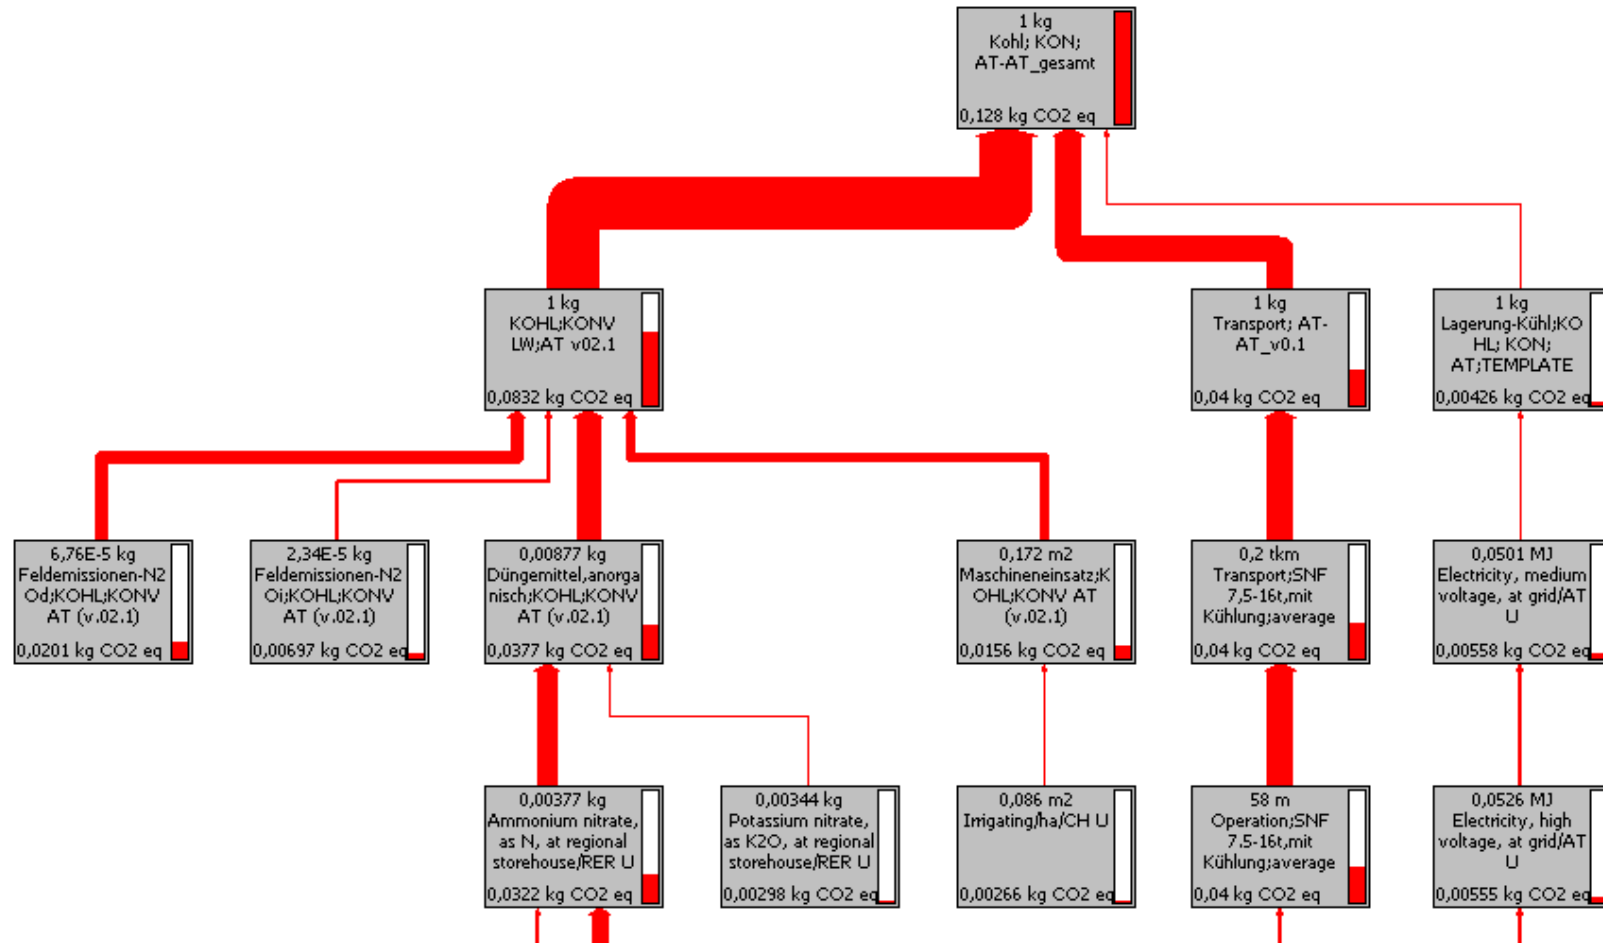 1 kg
Kohl; KON;
AT-AT_gesamt
0,128 kg CO2 eq
1 kg
KOHL;KONV
LW;AT v02.1
0,0832 kg CO2 eq
1 kg
Transport; AT-
AT_v0.1
0,04 kg CO2 eq
1 kg
Lagerung-Kühl;KO
HL; KON;
AT;TEMPLATE
0,00426 kg CO2 eq
6,76E-5 kg
Feldemissionen-N2
Od;KOHL;KONV
AT (v.02.1)
0,0201 kg CO2 eq
2,34E-5 kg
Feldemissionen-N2
Oi;KOHL;KONV
AT (v.02.1)
0,00697 kg CO2 eq
0,00877 kg
Düngemittel,anorga
nisch;KOHL;KONV
AT (v.02.1)
0,0377 kg CO2 eq
0,172 m2
Maschineneinsatz;K
OHL;KONV AT
(v.02.1)
0,0156 kg CO2 eq
0,2 tkm
Transport;SNF
7,5-16t,mit
Kühlung;average
0,04 kg CO2 eq
0,0501 MJ
Electricity, medium
voltage, at grid/AT
U
0,00558 kg CO2 eq
0,00377 kg
Ammonium nitrate,
as N, at regional
storehouse/RER U
0,0322 kg CO2 eq
0,00344 kg
Potassium nitrate,
as K2O, at regional
storehouse/RER U
0,00298 kg CO2 eq
0,086 m2
Irrigating/ha/CH U
0,00266 kg CO2 eq
58 m
Operation;SNF
7.5-16t,mit
Kühlung;average
0,04 kg CO2 eq
0,0526 MJ
Electricity, high
voltage, at grid/AT
U
0,00555 kg CO2 eq